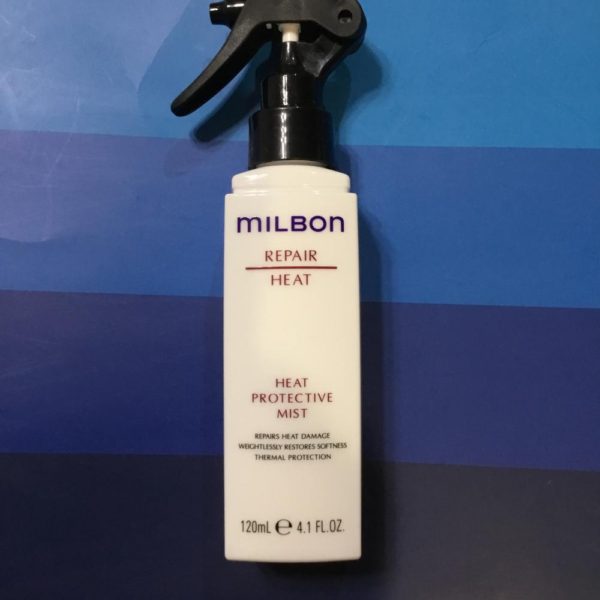 mILBON
REPAIR
HEAT
HEAT
PROTECTIVE
MIST
REPAIRS HEAT DAMAGE
WEIGHTLESSLY RESTORES SOFTNESS
THERMAL PROTECTION
120mL ℮ 4.1 FL.OZ.